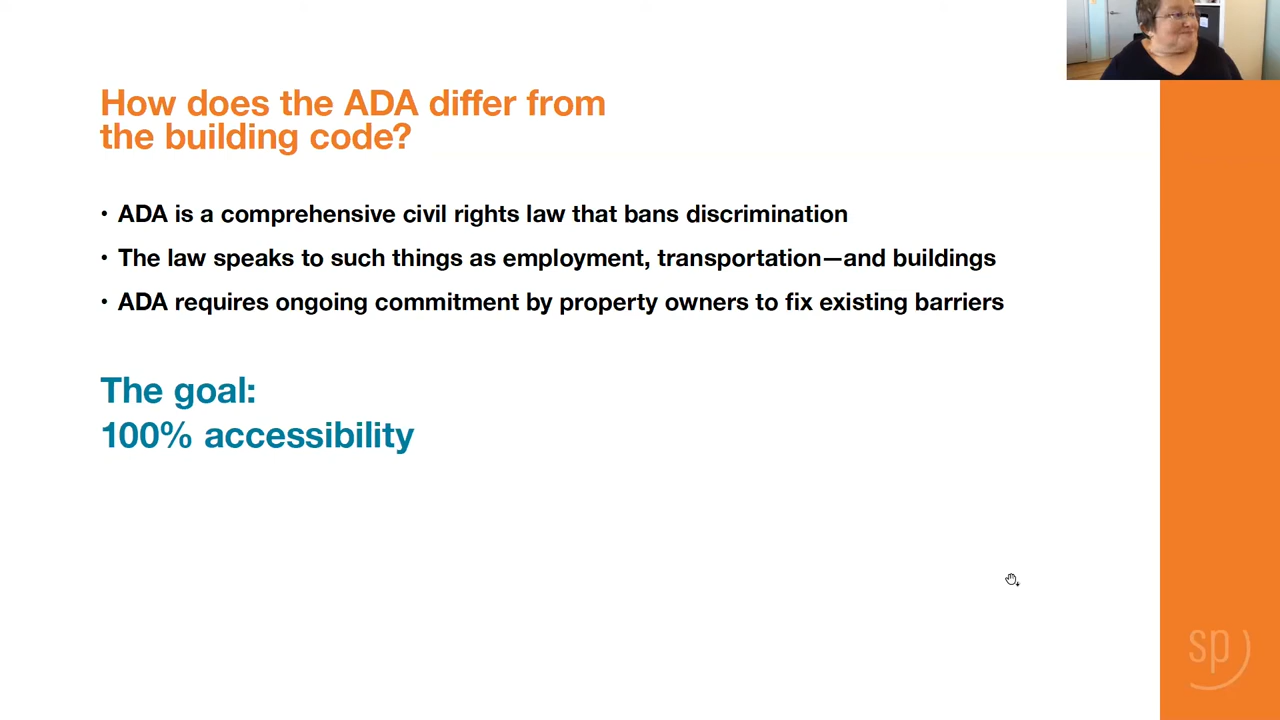 How does the ADA differ from
the building code?
• ADA is a comprehensive civil rights law that bans discrimination
• The law speaks to such things as employment, transportation—and buildings
• ADA requires ongoing commitment by property owners to fix existing barriers
The goal:
100% accessibility
sp